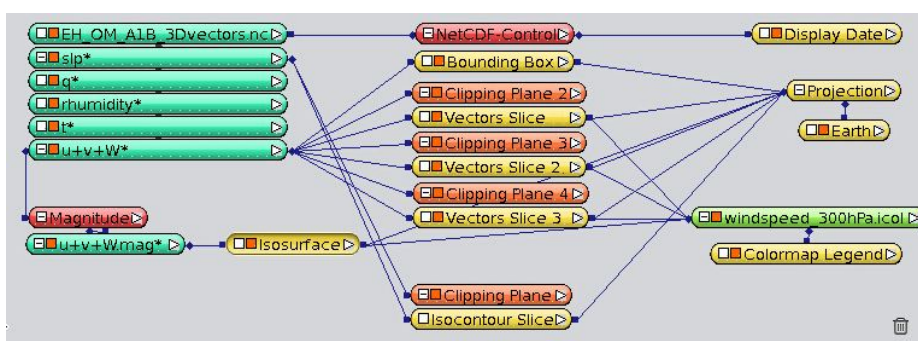 EH_OM_A1B_3Dvectors.nc
NetCDF-Control
Display Date
slp*
Bounding Box
q*
Clipping Plane 2
Projection
rhumidity*
Vectors Slice
t*
Clipping Plane 3
Earth
u+v+W*
Vectors Slice 2
Clipping Plane 4
Magnitude
Vectors Slice 3
windspeed_300hPa.icol
u+v+W.mag*
Isosurface
Colormap Legend
Clipping Plane
Isocontour Slice